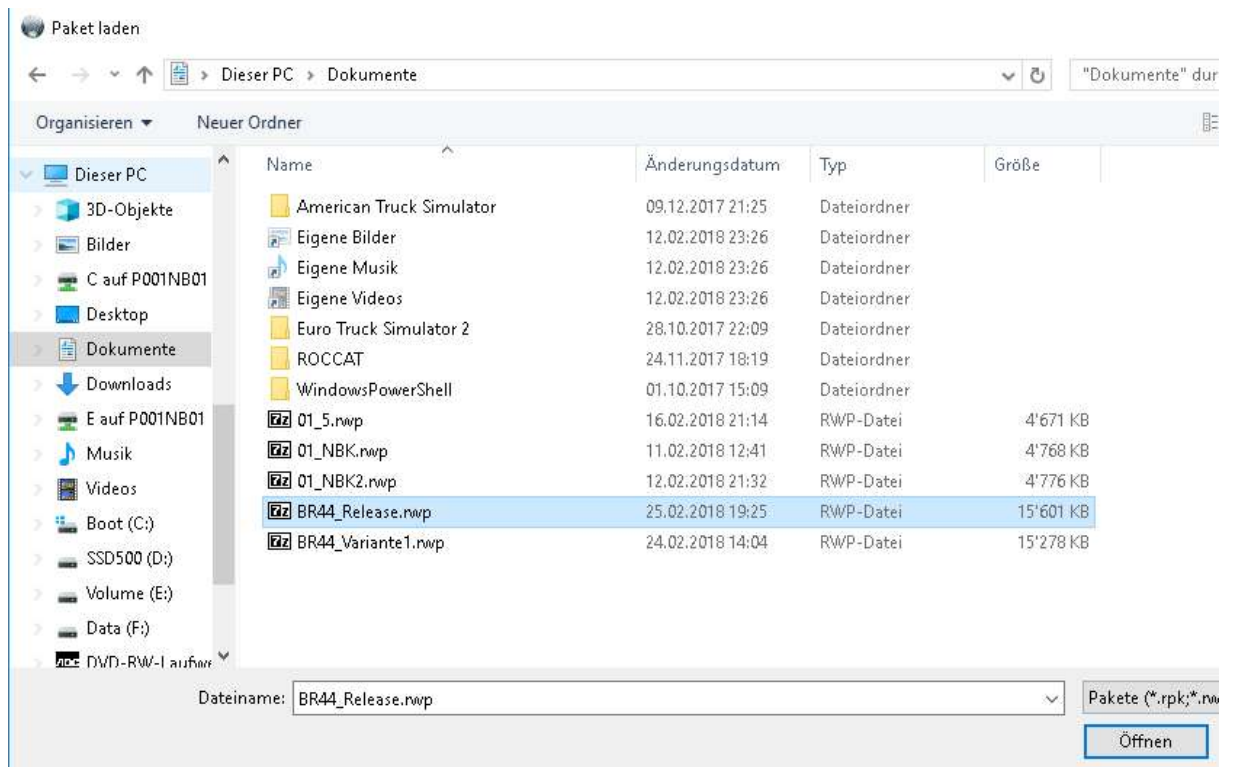 Paket laden
Dieser PC > Dokumente "Dokumente" dur
Organisieren Neuer Ordner
Name Änderungsdatum Typ Größe
American Truck Simulator 09.12.2017 21:25 Dateiordner
Eigene Bilder 12.02.2018 23:26 Dateiordner
Eigene Musik 12.02.2018 23:26 Dateiordner
Eigene Videos 12.02.2018 23:26 Dateiordner
Euro Truck Simulator 2 28.10.2017 22:09 Dateiordner
ROCCAT 24.11.2017 18:19 Dateiordner
WindowsPowerShell 01.10.2017 15:09 Dateiordner
01_5.rwp 16.02.2018 21:14 RWP-Datei 4'671 KB
01_NBK.rwp 11.02.2018 12:41 RWP-Datei 4'768 KB
01_NBK2.rwp 12.02.2018 21:32 RWP-Datei 4'776 KB
BR44_Release.rwp 25.02.2018 19:25 RWP-Datei 15'601 KB
BR44_Variante1.rwp 24.02.2018 14:04 RWP-Datei 15'278 KB
Dieser PC
3D-Objekte
Bilder
C auf P001NB01
Desktop
Dokumente
Downloads
E auf P001NB01
Musik
Videos
Boot (C:)
SSD500 (D:)
Volume (E:)
Data (F:)
DVD-RW-Laufwe
Dateiname: BR44_Release.rwp Pakete (*.rpk;*.rw
Öffnen